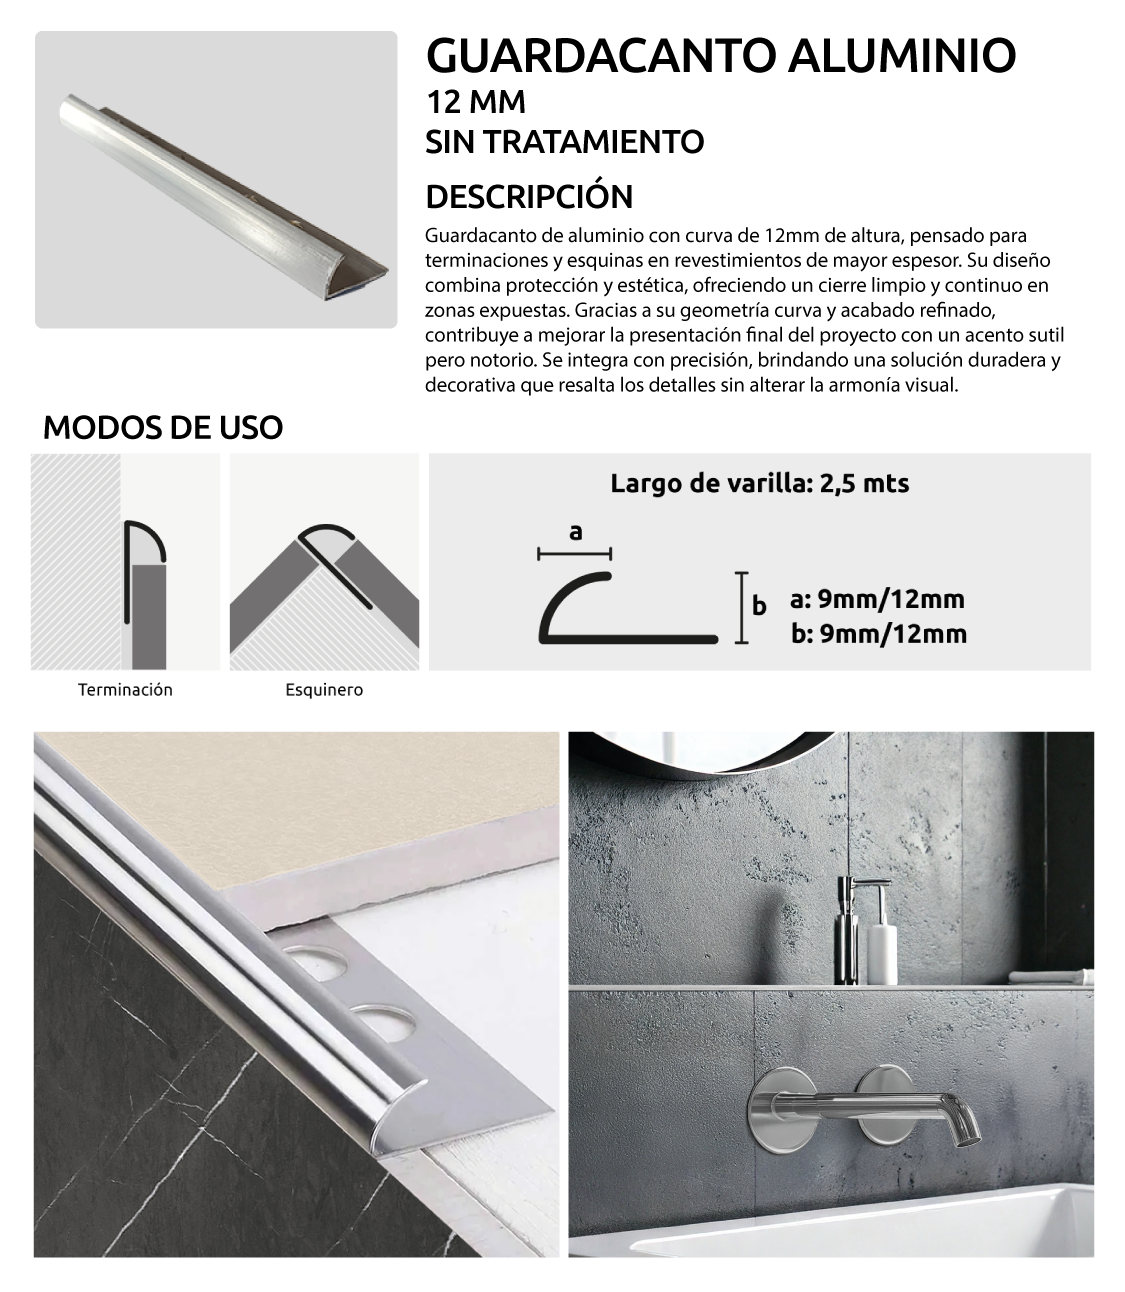 GUARDACANTO ALUMINIO
12 MM
SIN TRATAMIENTO
DESCRIPCIÓN
Guardacanto de aluminio con curva de 12mm de altura, pensado para
terminaciones y esquinas en revestimientos de mayor espesor. Su diseño
combina protección y estética, ofreciendo un cierre limpio y continuo en
zonas expuestas. Gracias a su geometría curva y acabado refinado,
contribuye a mejorar la presentación final del proyecto con un acento sutil
pero notorio. Se integra con precisión, brindando una solución duradera y
decorativa que resalta los detalles sin alterar la armonía visual.
MODOS DE USO
Terminación
Esquinero
Largo de varilla: 2,5 mts
a
b
a: 9mm/12mm
b: 9mm/12mm